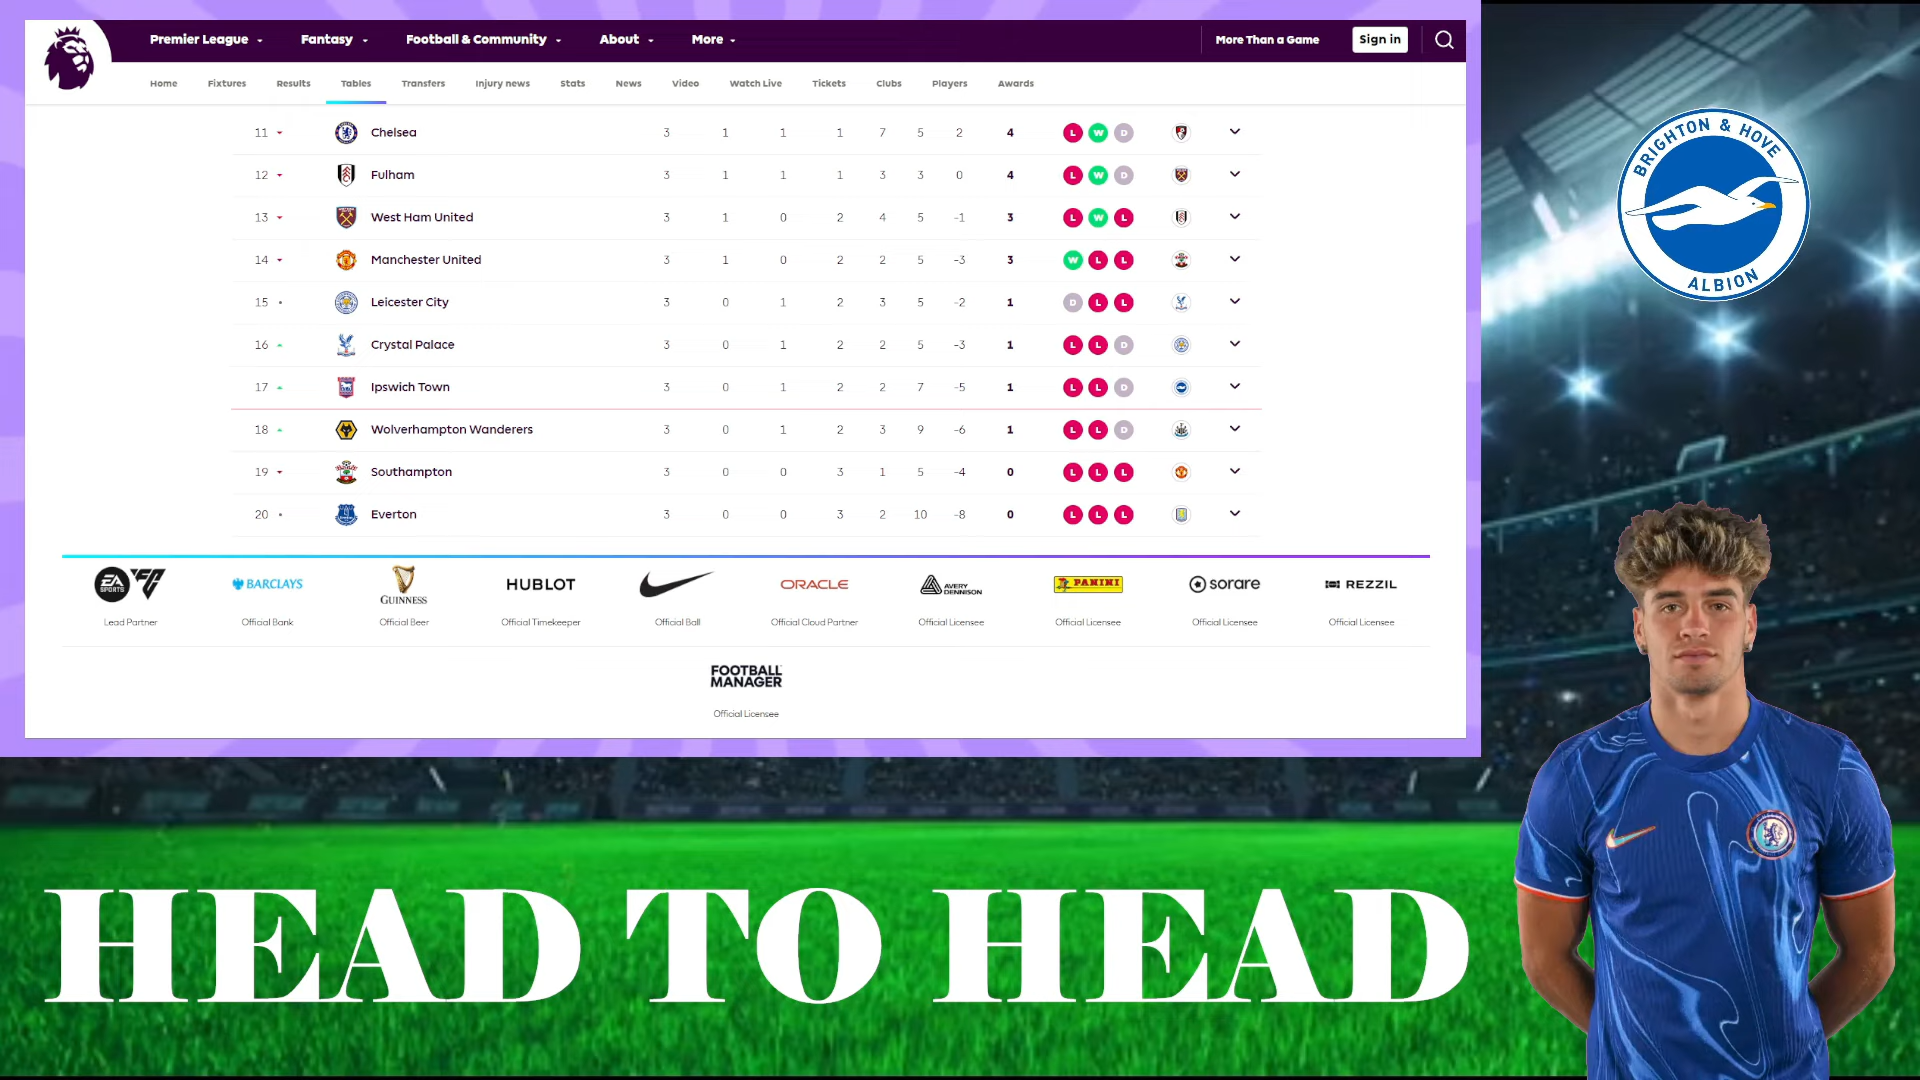 Premier League Fantasy Football & Community About More More Than a Game Sign in
Home Fixtures Results Tables Transfers Injury news Stats News Video Watch Live Tickets Clubs Players Awards
11 Chelsea 3 1 1 1 7 5 2 4 L W D
12 Fulham 3 1 1 1 3 3 0 4 L W D
13 West Ham United 3 1 0 2 4 5 -1 3 L W L
14 Manchester United 3 1 0 2 2 5 -3 3 W L L
15 Leicester City 3 0 1 2 3 5 -2 1 D L L
16 Crystal Palace 3 0 1 2 2 5 -3 1 L L D
17 Ipswich Town 3 0 1 2 2 7 -5 1 L L D
18 Wolverhampton Wanderers 3 0 1 2 3 9 -6 1 L L D
19 Southampton 3 0 0 3 1 5 -4 0 L L L
20 Everton 3 0 0 3 2 10 -8 0 L L L
EA SPORTS FC BARCLAYS GUINNESS HUBLOT ORACLE AVERY DENNISON PANINI sorare REZZIL
Lead Partner Official Bank Official Beer Official Timekeeper Official Ball Official Cloud Partner Official Licensee Official Licensee Official Licensee Official Licensee
FOOTBALL
MANAGER
Official Licensee
BRIGHTON & HOVE
ALBION
HEAD TO HEAD